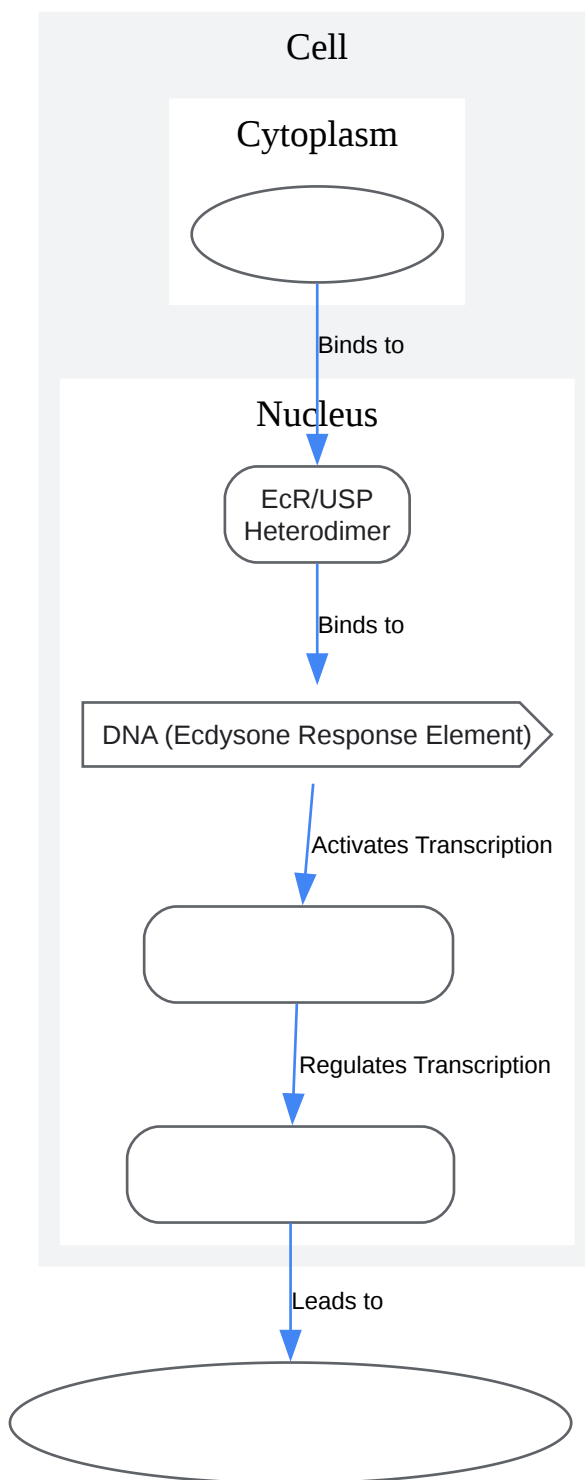 Cell
Cytoplasm
Binds to
Nucleus
EcR/USP
Heterodimer
Binds to
DNA (Ecdysone Response Element)
Activates Transcription
Regulates Transcription
Leads to